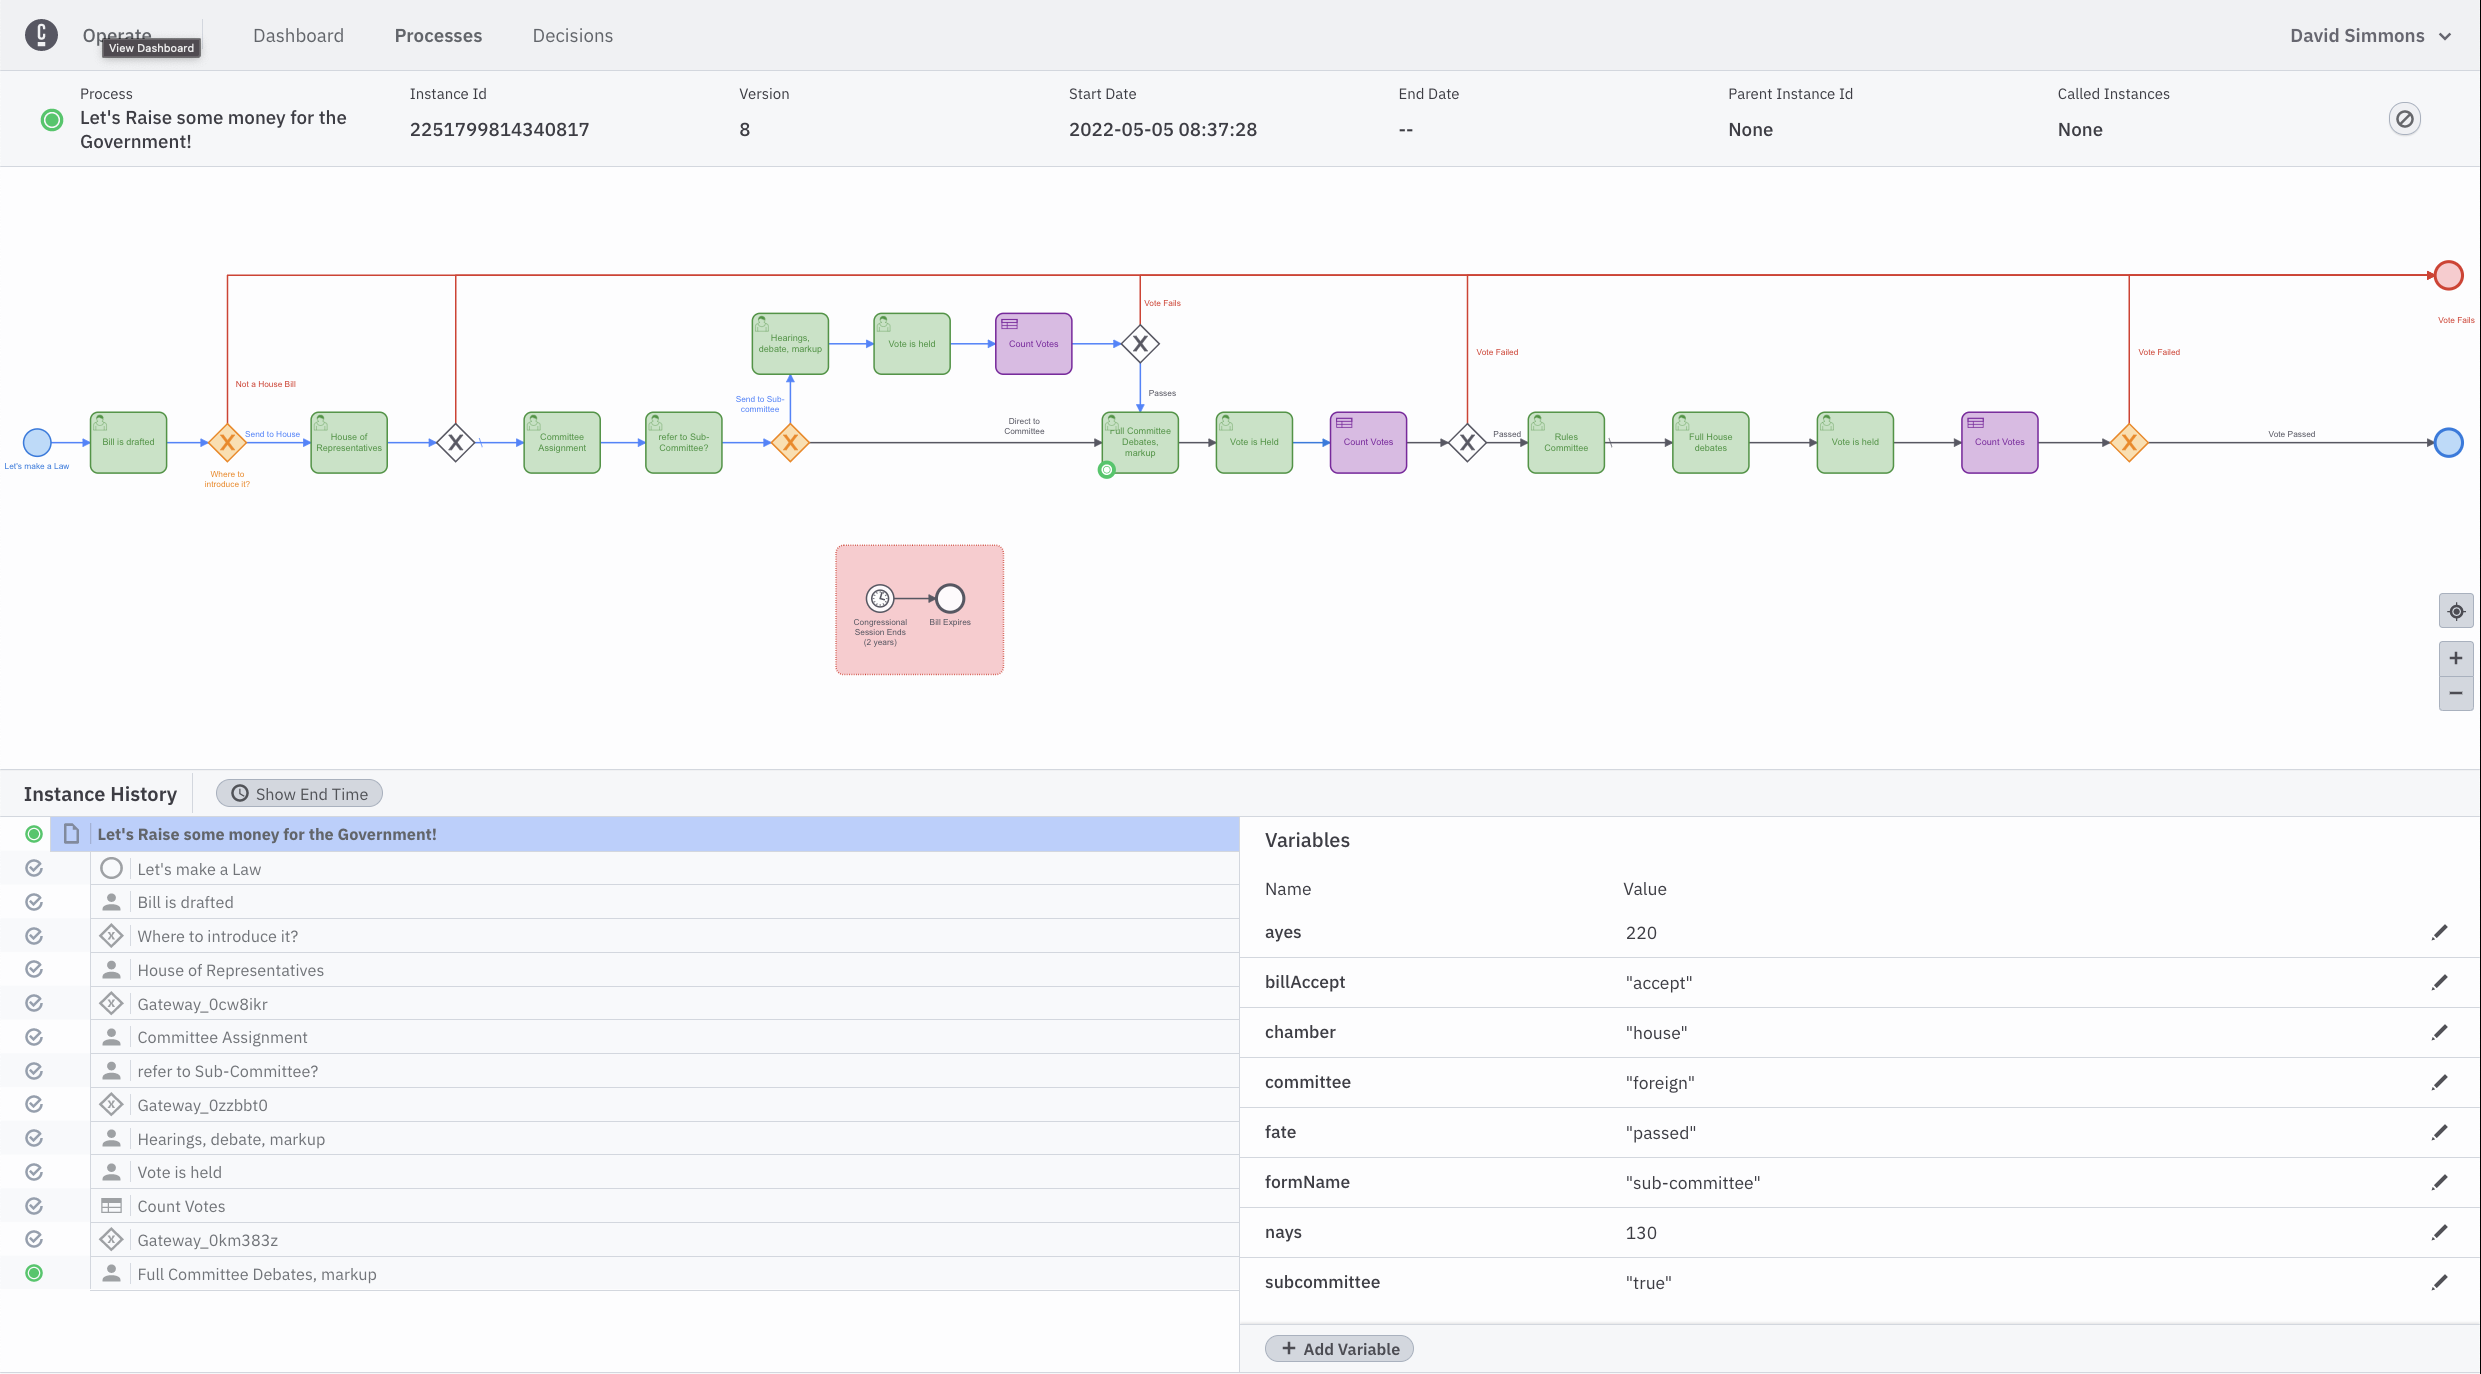 Operate
View Dashboard
Dashboard
Processes
Decisions
David Simmons
Process
Let's Raise some money for the
Government!
Instance Id
2251799814340817
Version
8
Start Date
2022-05-05 08:37:28
End Date
--
Parent Instance Id
None
Called Instances
None
Vote Fails
Vote Fails
Hearings,
debate, markup
Vote is held
Count Votes
Vote Failed
Vote Failed
Not a House Bill
Passes
Send to Sub-
committee
Direct to
Committee
Let's make a Law
Bill is drafted
Send to House
Where to
introduce it?
House of
Representatives
Committee
Assignment
refer to Sub-
Committee?
Full Committee
Debates,
markup
Vote is Held
Count Votes
Passed
Rules
Committee
Full House
debates
Vote is held
Count Votes
Vote Passed
Congressional
Session Ends
(2 years)
Bill Expires
Instance History
Show End Time
Let's Raise some money for the Government!
Let's make a Law
Bill is drafted
Where to introduce it?
House of Representatives
Gateway_0cw8ikr
Committee Assignment
refer to Sub-Committee?
Gateway_0zzbbt0
Hearings, debate, markup
Vote is held
Count Votes
Gateway_0km383z
Full Committee Debates, markup
Variables
Name Value
ayes 220
billAccept "accept"
chamber "house"
committee "foreign"
fate "passed"
formName "sub-committee"
nays 130
subcommittee "true"
+ Add Variable